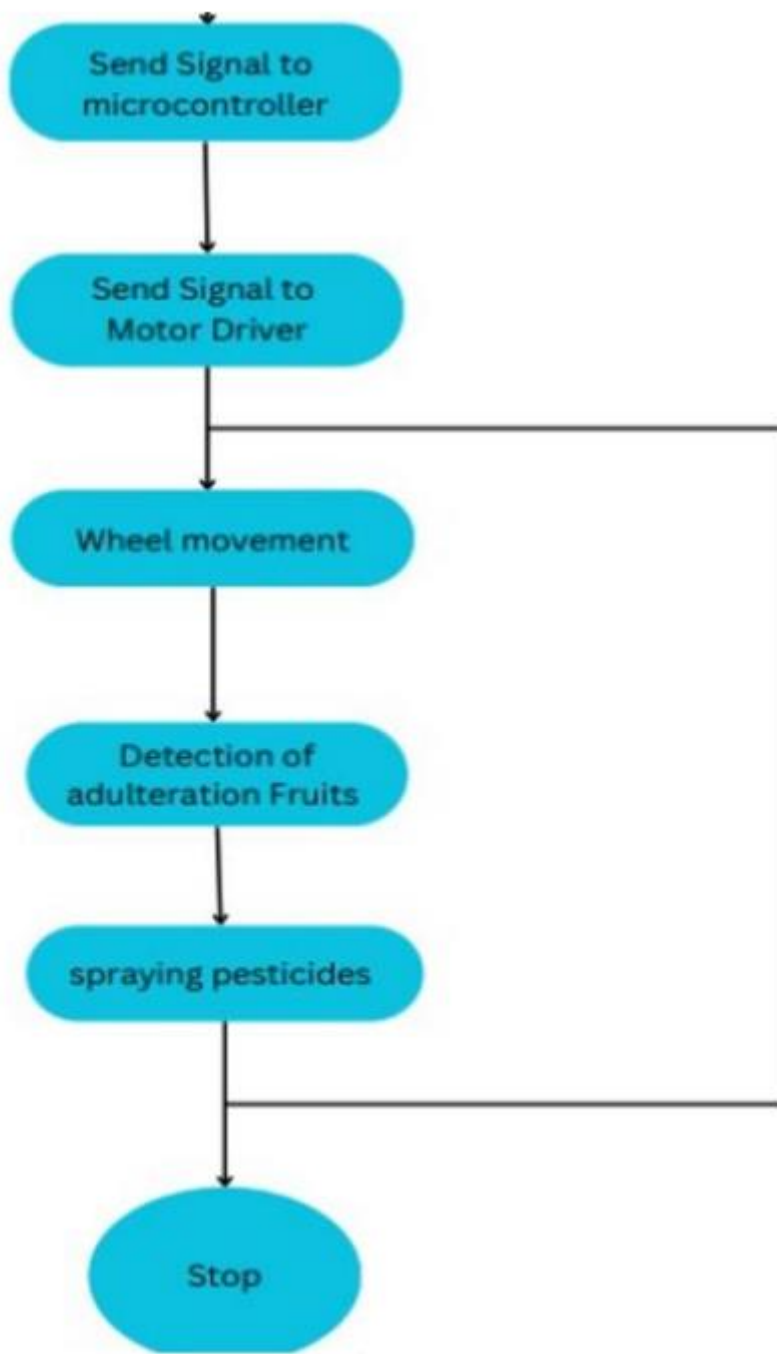 Send Signal to
microcontroller
Send Signal to
Motor Driver
Wheel movement
Detection of
adulteration Fruits
spraying pesticides
Stop